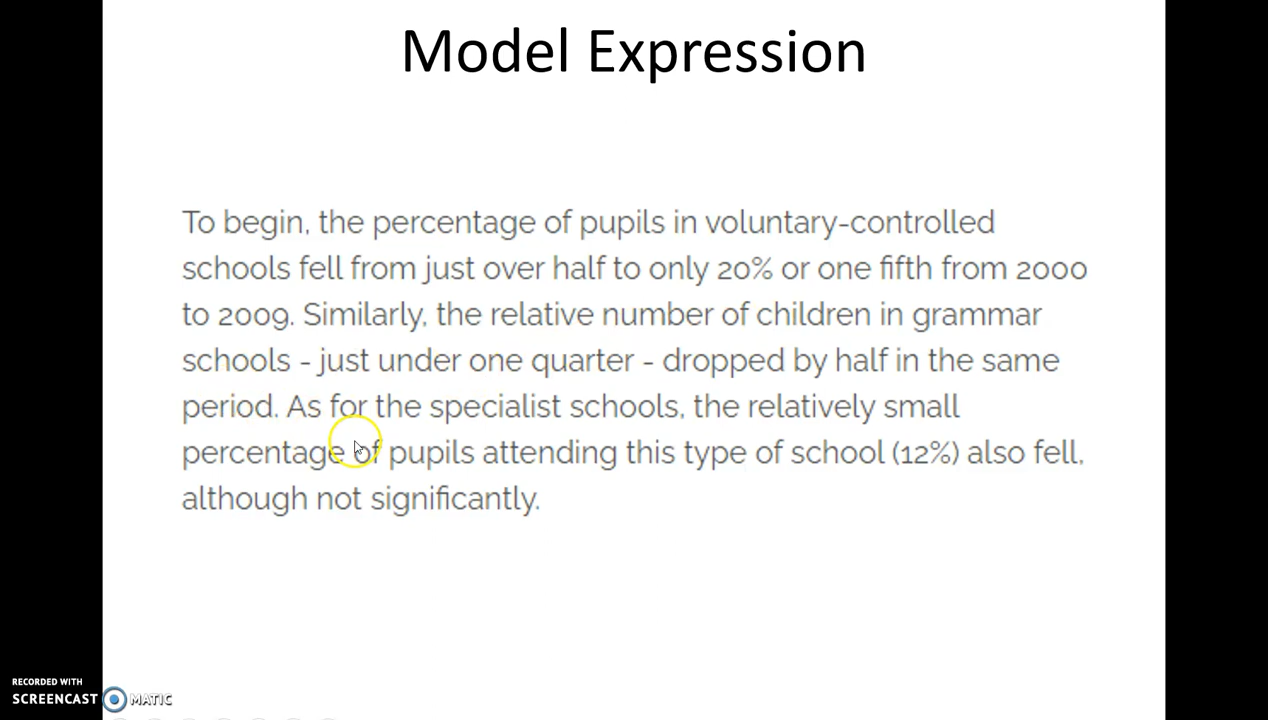 Model Expression
To begin, the percentage of pupils in voluntary-controlled
schools fell from just over half to only 20% or one fifth from 2000
to 2009. Similarly, the relative number of children in grammar
schools - just under one quarter - dropped by half in the same
period. As for the specialist schools, the relatively small
percentage of pupils attending this type of school (12%) also fell,
although not significantly.
RECORDED WITH
SCREENCAST MATIC